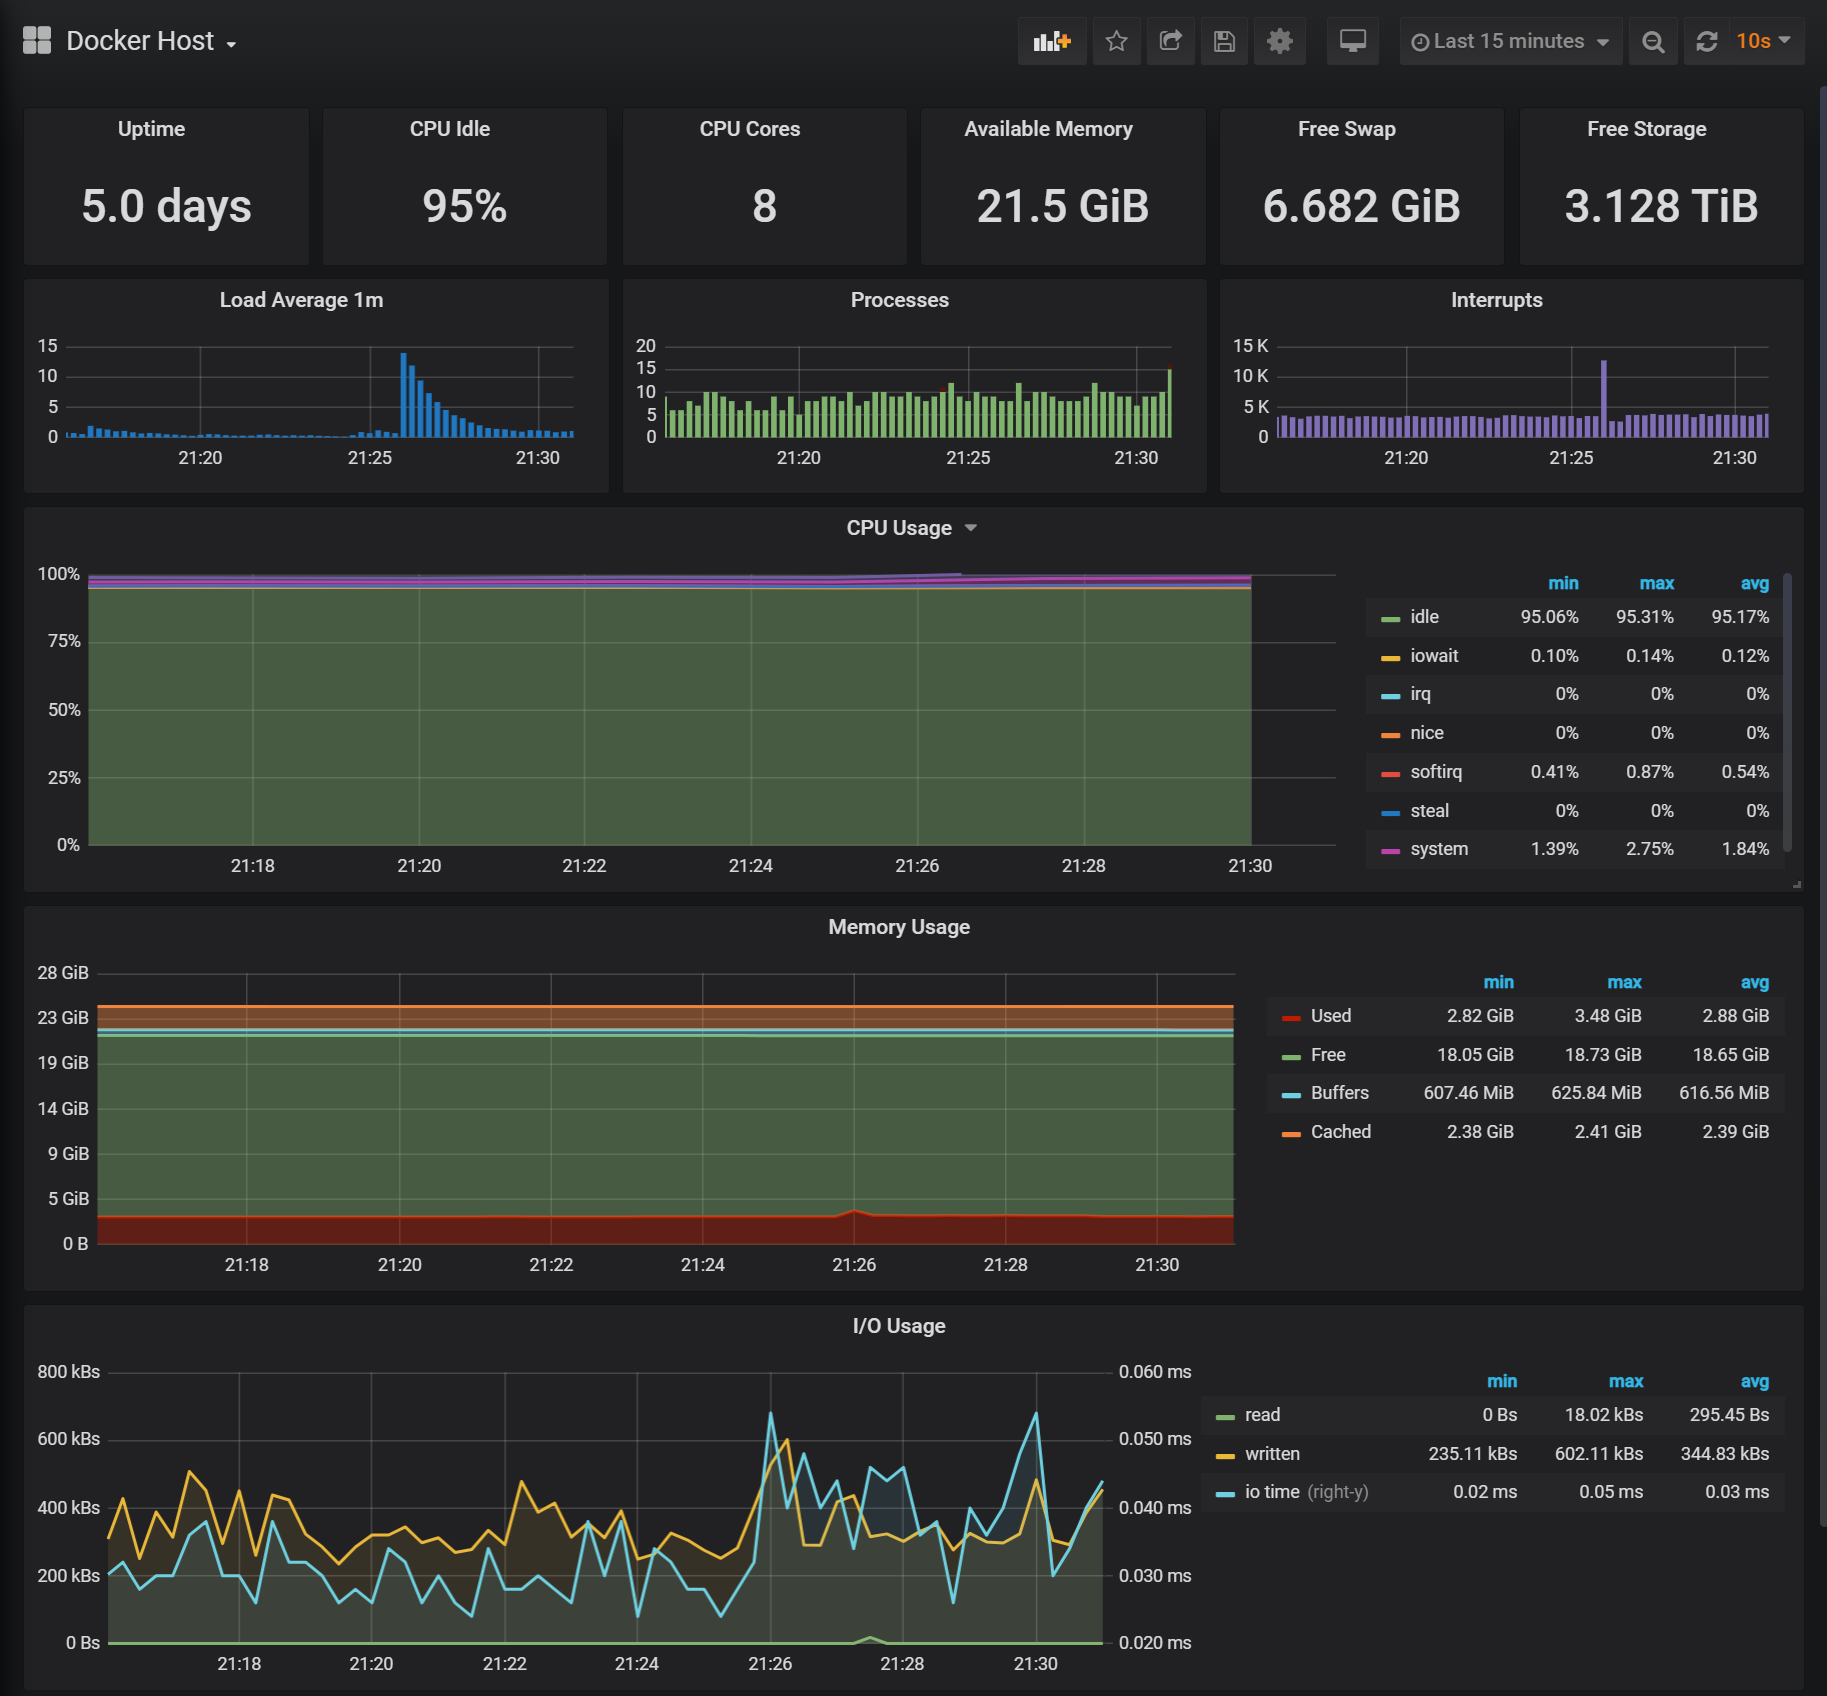 Docker Host
Last 15 minutes 10s
Uptime CPU Idle CPU Cores Available Memory Free Swap Free Storage
5.0 days 95% 8 21.5 GiB 6.682 GiB 3.128 TiB
Load Average 1m
15
10
5
0
21:20 21:25 21:30
Processes
20
15
10
5
0
21:20 21:25 21:30
Interrupts
15 K
10 K
5 K
0
21:20 21:25 21:30
CPU Usage
100%
75%
50%
25%
0%
21:18 21:20 21:22 21:24 21:26 21:28 21:30
min max avg
idle 95.06% 95.31% 95.17%
iowait 0.10% 0.14% 0.12%
irq 0% 0% 0%
nice 0% 0% 0%
softirq 0.41% 0.87% 0.54%
steal 0% 0% 0%
system 1.39% 2.75% 1.84%
Memory Usage
28 GiB
23 GiB
19 GiB
14 GiB
9 GiB
5 GiB
0 B
21:18 21:20 21:22 21:24 21:26 21:28 21:30
min max avg
Used 2.82 GiB 3.48 GiB 2.88 GiB
Free 18.05 GiB 18.73 GiB 18.65 GiB
Buffers 607.46 MiB 625.84 MiB 616.56 MiB
Cached 2.38 GiB 2.41 GiB 2.39 GiB
I/O Usage
800 kBs
600 kBs
400 kBs
200 kBs
0 Bs
0.060 ms
0.050 ms
0.040 ms
0.030 ms
0.020 ms
21:18 21:20 21:22 21:24 21:26 21:28 21:30
min max avg
read 0 Bs 18.02 kBs 295.45 Bs
written 235.11 kBs 602.11 kBs 344.83 kBs
io time (right-y) 0.02 ms 0.05 ms 0.03 ms